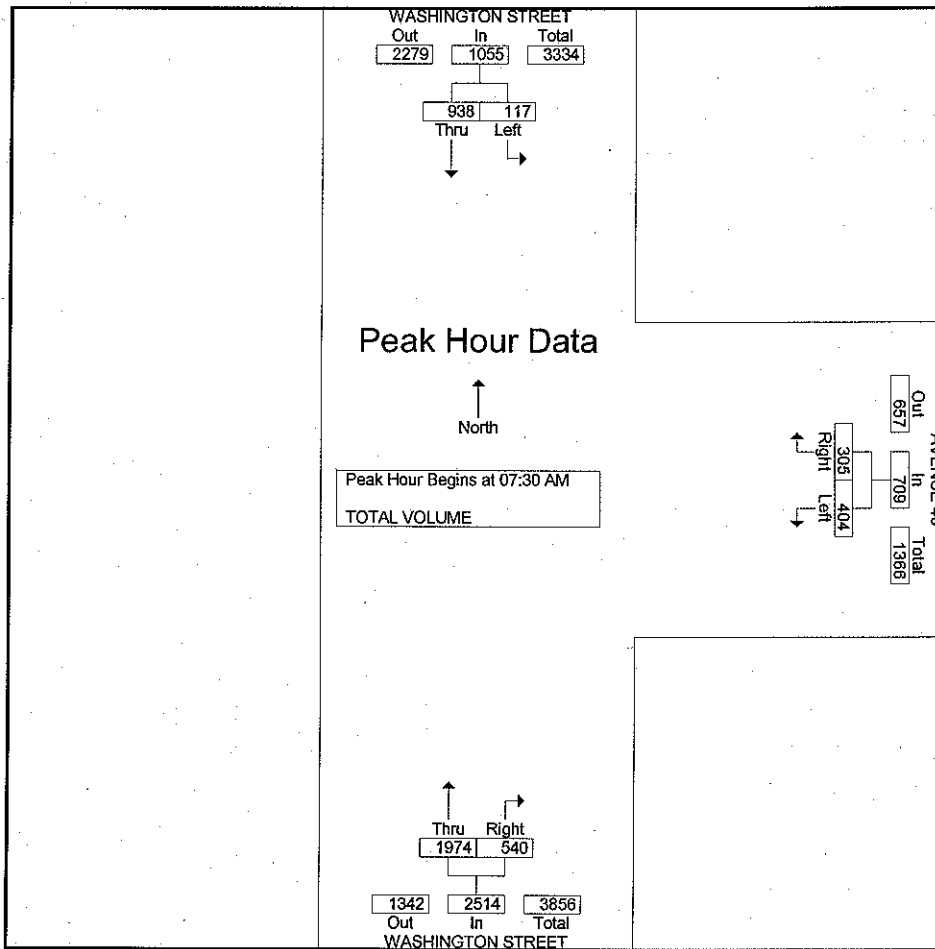 WASHINGTON STREET
Out In Total
2279 1055 3334
938 117
Thru Left
Peak Hour Data
North
Peak Hour Begins at 07:30 AM
TOTAL VOLUME
Out In Total
657 709 1366
305 404
Right Left
Thru Right
1974 540
1342 2514 3856
Out In Total
WASHINGTON STREET